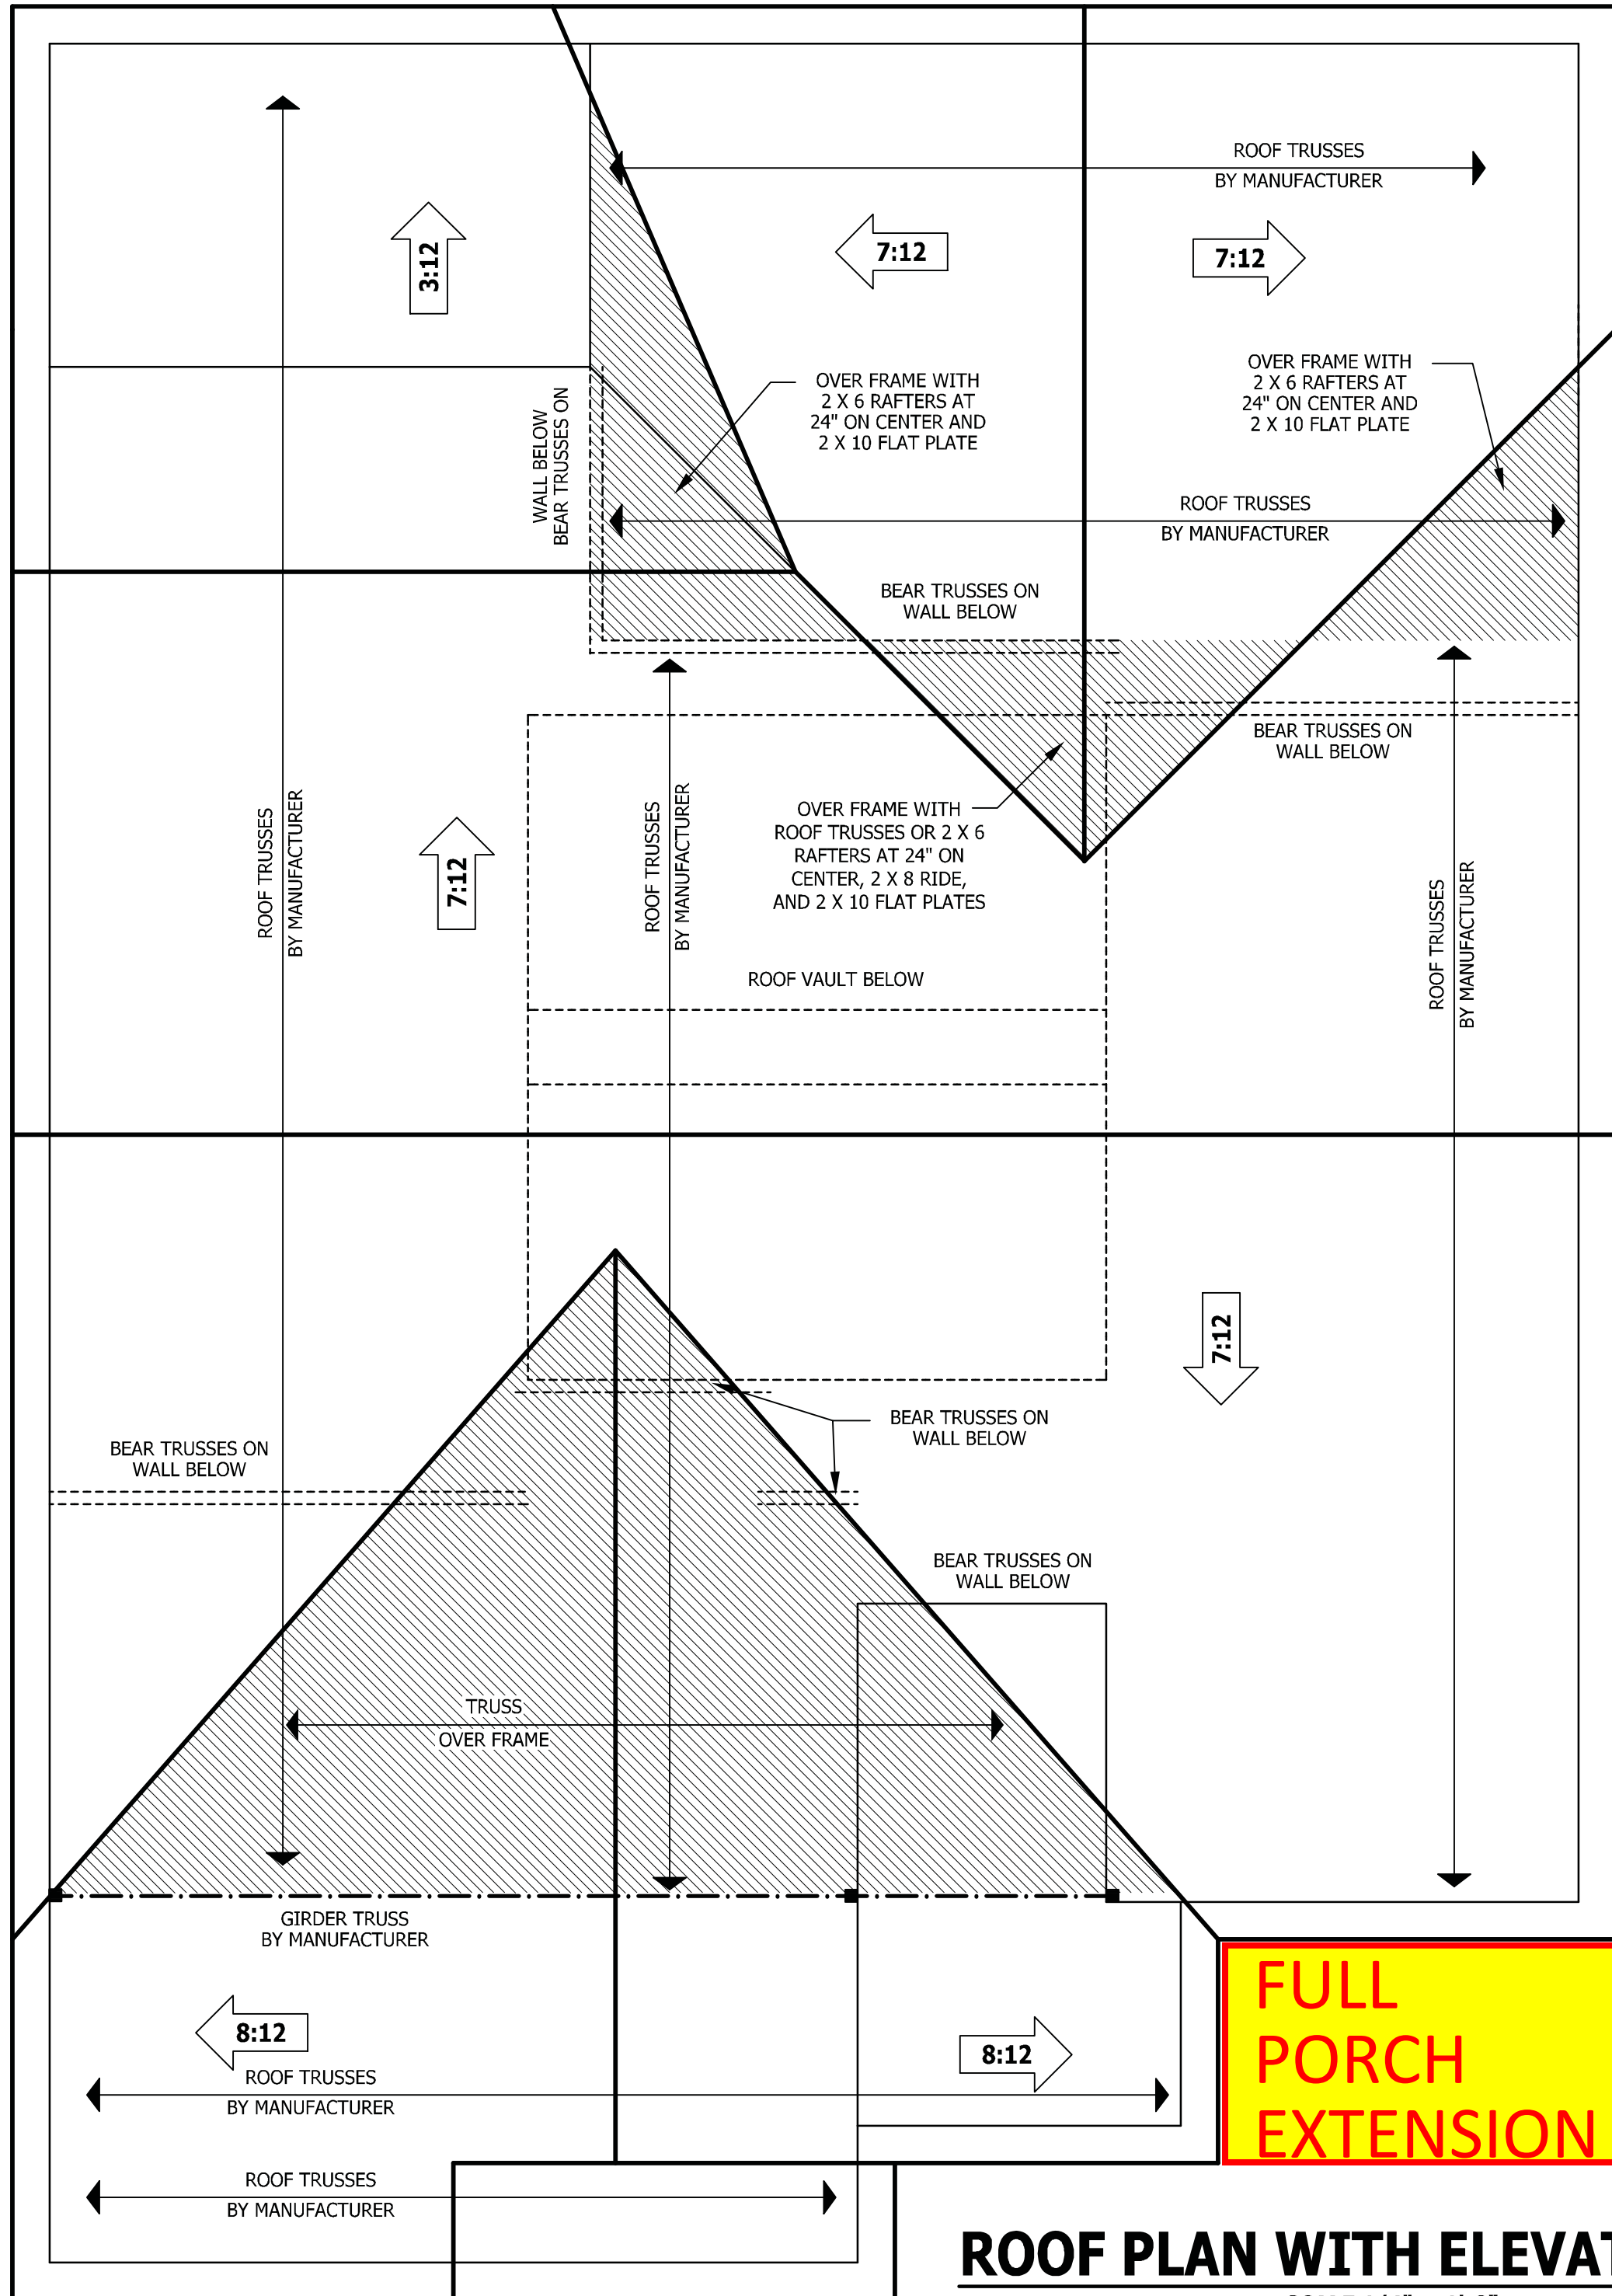 ROOF TRUSSES
BY MANUFACTURER
3:12
7:12
7:12
OVER FRAME WITH
2 X 6 RAFTERS AT
24" ON CENTER AND
2 X 10 FLAT PLATE
OVER FRAME WITH
2 X 6 RAFTERS AT
24" ON CENTER AND
2 X 10 FLAT PLATE
WALL BELOW
BEAR TRUSSES ON
ROOF TRUSSES
BY MANUFACTURER
BEAR TRUSSES ON
WALL BELOW
BEAR TRUSSES ON
WALL BELOW
ROOF TRUSSES
BY MANUFACTURER
7:12
ROOF TRUSSES
BY MANUFACTURER
OVER FRAME WITH
ROOF TRUSSES OR 2 X 6
RAFTERS AT 24" ON
CENTER, 2 X 8 RIDE,
AND 2 X 10 FLAT PLATES
ROOF TRUSSES
BY MANUFACTURER
ROOF VAULT BELOW
7:12
BEAR TRUSSES ON
WALL BELOW
BEAR TRUSSES ON
WALL BELOW
BEAR TRUSSES ON
WALL BELOW
TRUSS
OVER FRAME
GIRDER TRUSS
BY MANUFACTURER
FULL
PORCH
EXTENSION
8:12
8:12
ROOF TRUSSES
BY MANUFACTURER
ROOF TRUSSES
BY MANUFACTURER
ROOF PLAN WITH ELEVAT